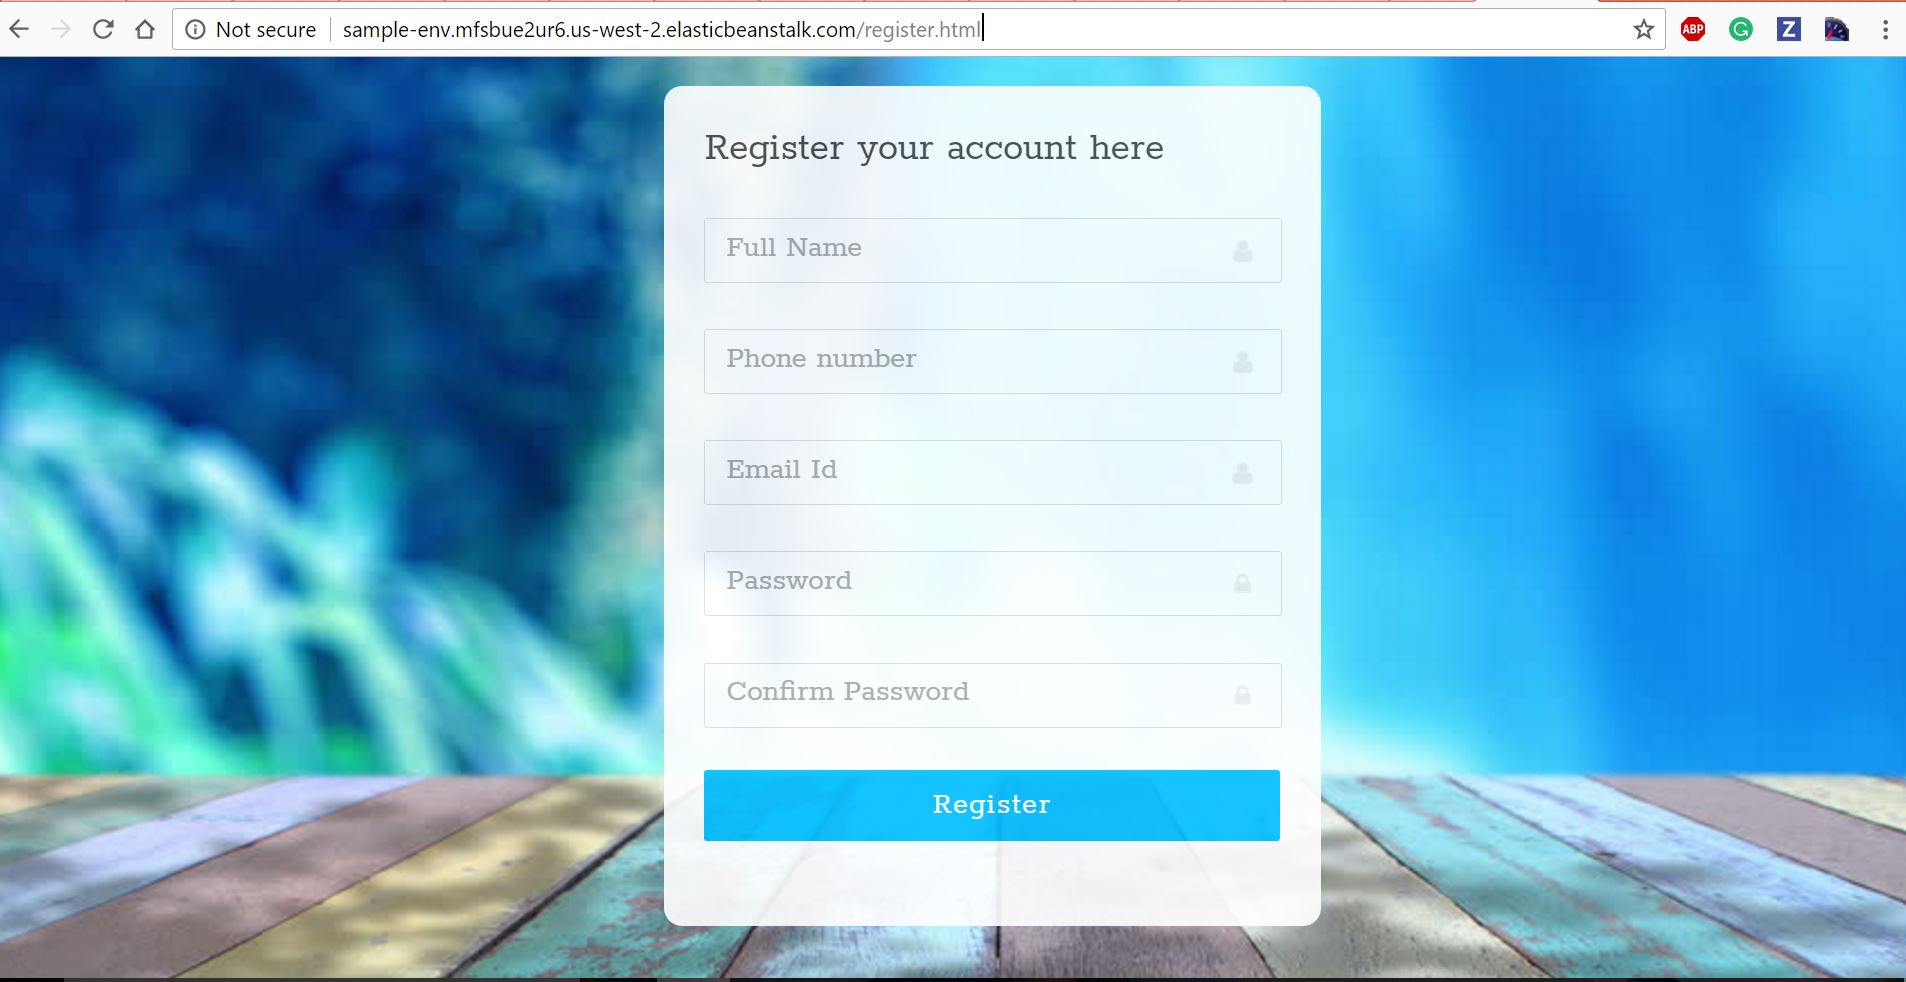 Not secure sample-env.mfsbue2ur6.us-west-2.elasticbeanstalk.com/register.html ABP G Z
Register your account here
Full Name
Phone number
Email Id
Password
Confirm Password
Register